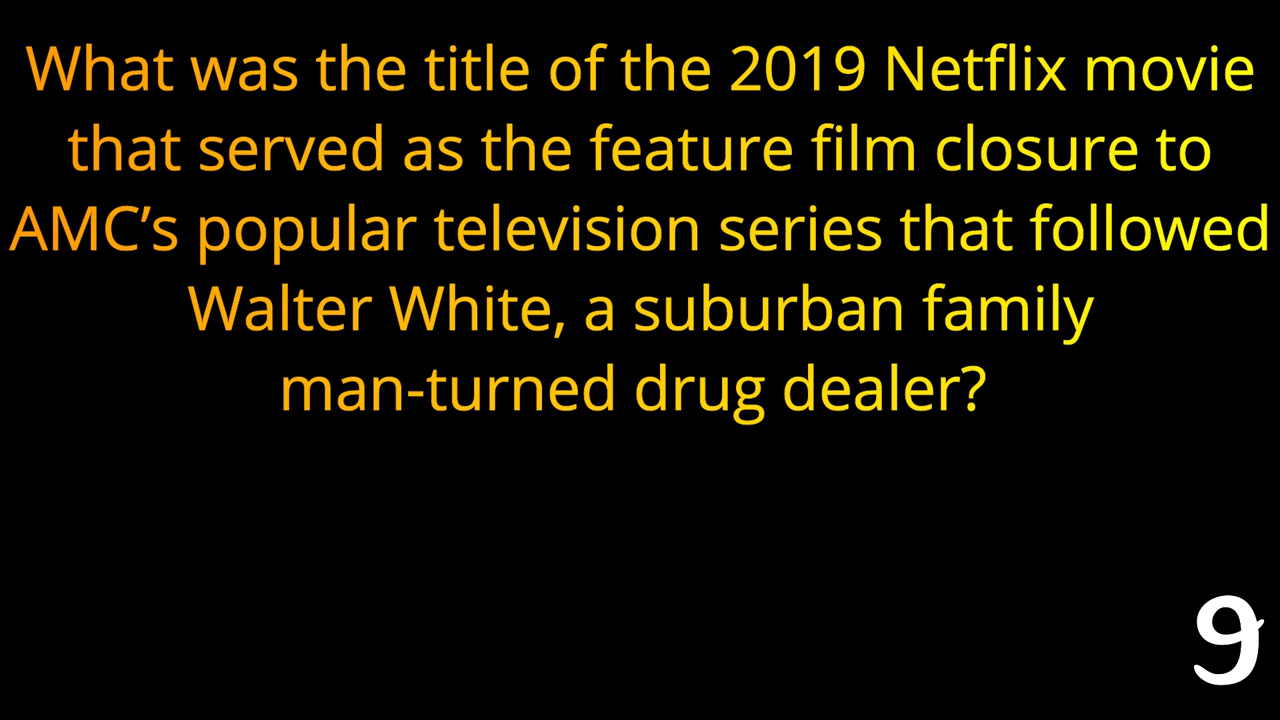 What was the title of the 2019 Netflix movie
that served as the feature film closure to
AMC’s popular television series that followed
Walter White, a suburban family
man-turned drug dealer?
9